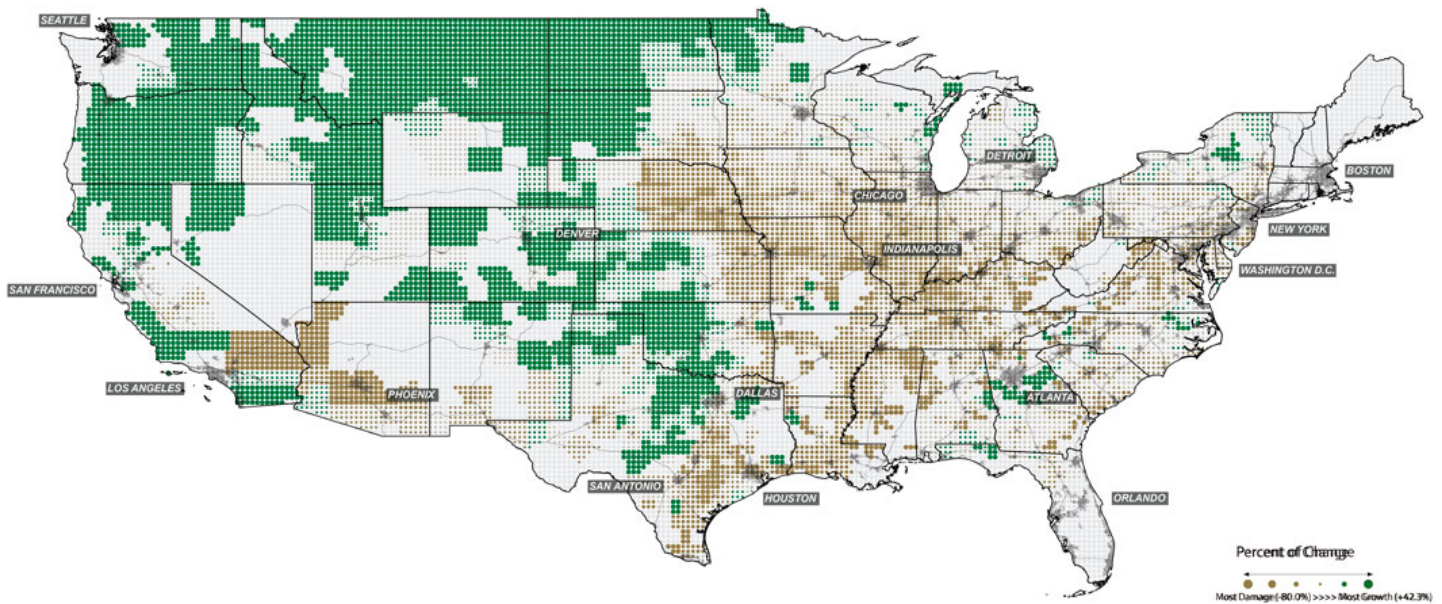 SEATTLE
BOSTON
DETROIT
CHICAGO
NEW YORK
DENVER
INDIANAPOLIS
WASHINGTON D.C.
SAN FRANCISCO
LOS ANGELES
PHOENIX
DALLAS
ATLANTA
SAN ANTONIO
HOUSTON
ORLANDO
Percent of Change
Most Damage (-80.0%) >>>> Most Growth (+42.3%)